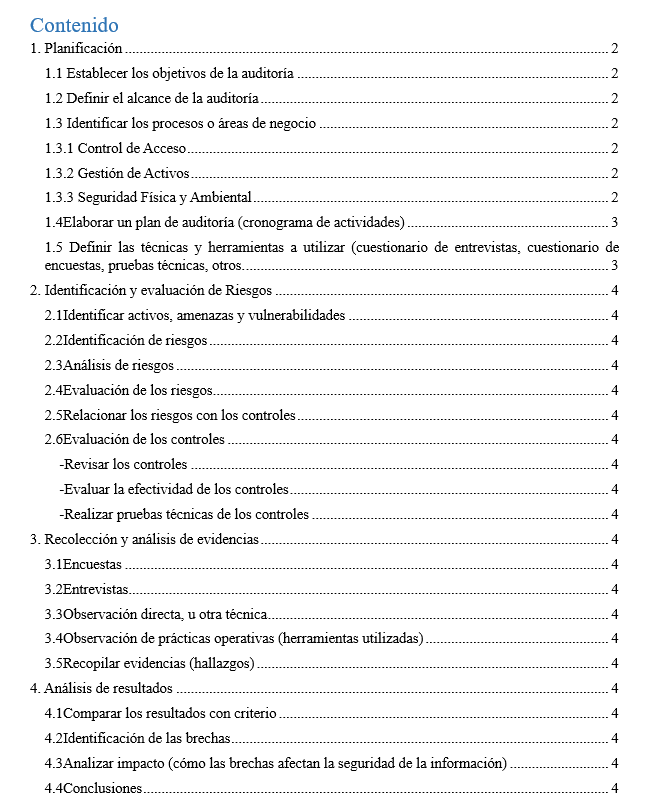 Contenido
1. Planificación 2
1.1 Establecer los objetivos de la auditoría 2
1.2 Definir el alcance de la auditoría 2
1.3 Identificar los procesos o áreas de negocio 2
1.3.1 Control de Acceso 2
1.3.2 Gestión de Activos 2
1.3.3 Seguridad Física y Ambiental 2
1.4Elaborar un plan de auditoría (cronograma de actividades) 3
1.5 Definir las técnicas y herramientas a utilizar (cuestionario de entrevistas, cuestionario de
encuestas, pruebas técnicas, otros. 3
2. Identificación y evaluación de Riesgos 4
2.1Identificar activos, amenazas y vulnerabilidades 4
2.2Identificación de riesgos 4
2.3Análisis de riesgos 4
2.4Evaluación de los riesgos 4
2.5Relacionar los riesgos con los controles 4
2.6Evaluación de los controles 4
-Revisar los controles 4
-Evaluar la efectividad de los controles 4
-Realizar pruebas técnicas de los controles 4
3. Recolección y análisis de evidencias 4
3.1Encuestas 4
3.2Entrevistas 4
3.3Observación directa, u otra técnica 4
3.4Observación de prácticas operativas (herramientas utilizadas) 4
3.5Recopilar evidencias (hallazgos) 4
4. Análisis de resultados 4
4.1Comparar los resultados con criterio 4
4.2Identificación de las brechas 4
4.3Analizar impacto (cómo las brechas afectan la seguridad de la información) 4
4.4Conclusiones 4